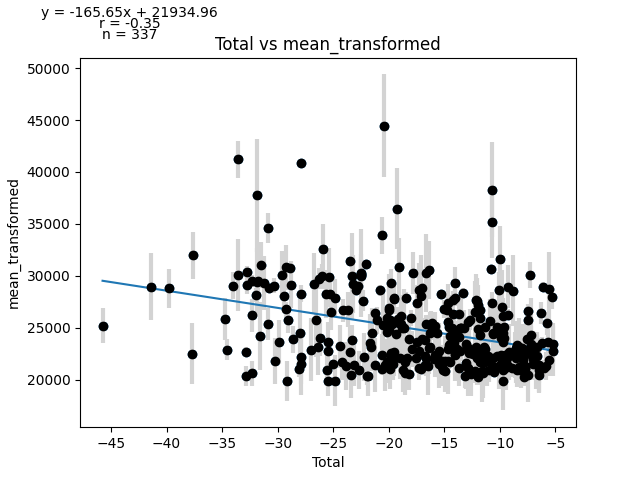 y = -165.65x + 21934.96
r = -0.35
n = 337
Total vs mean_transformed
50000
45000
40000
35000
30000
25000
20000
mean_transformed
−45 −40 −35 −30 −25 −20 −15 −10 −5
Total